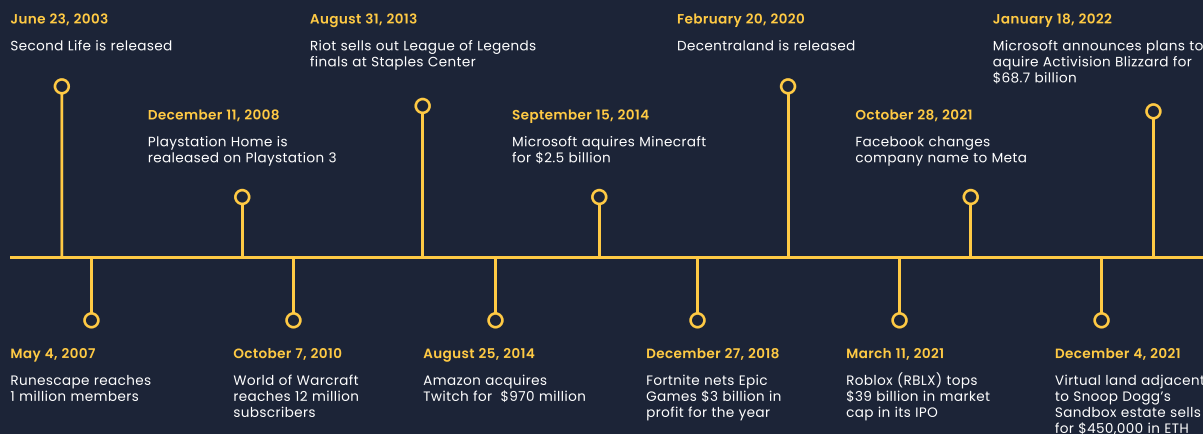 June 23, 2003
Second Life is released
August 31, 2013
Riot sells out League of Legends
finals at Staples Center
February 20, 2020
Decentraland is released
January 18, 2022
Microsoft announces plans to
aquire Activision Blizzard for
$68.7 billion
December 11, 2008
Playstation Home is
realeased on Playstation 3
September 15, 2014
Microsoft aquires Minecraft
for $2.5 billion
October 28, 2021
Facebook changes
company name to Meta
May 4, 2007
Runescape reaches
1 million members
October 7, 2010
World of Warcraft
reaches 12 million
subscribers
August 25, 2014
Amazon acquires
Twitch for $970 million
December 27, 2018
Fortnite nets Epic
Games $3 billion in
profit for the year
March 11, 2021
Roblox (RBLX) tops
$39 billion in market
cap in its IPO
December 4, 2021
Virtual land adjacent
to Snoop Dogg's
Sandbox estate sells
for $450,000 in ETH